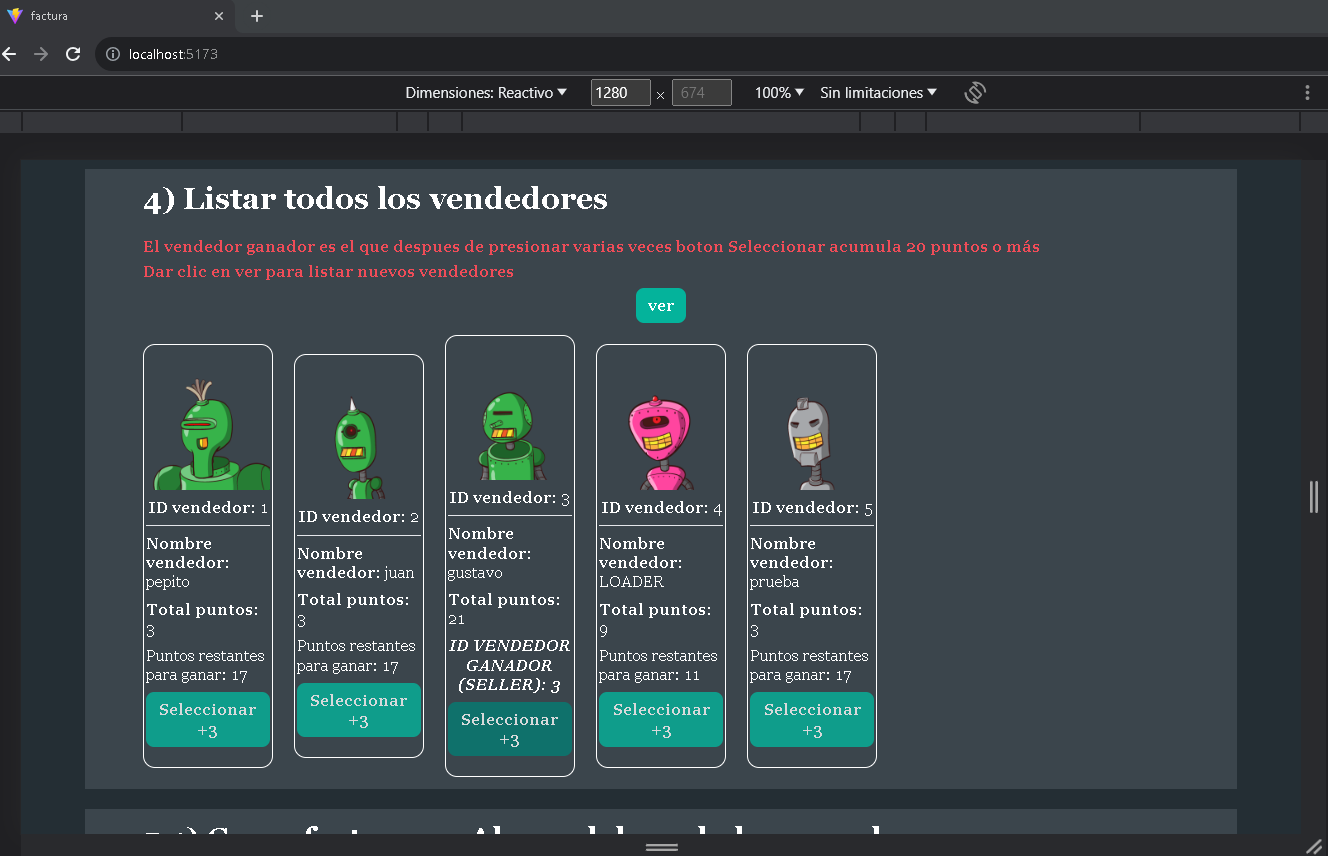 factura
localhost:5173
Dimensiones: Reactivo 1280 × 674 100% Sin limitaciones
4) Listar todos los vendedores
El vendedor ganador es el que despues de presionar varias veces boton Seleccionar acumula 20 puntos o más
Dar clic en ver para listar nuevos vendedores
ver
ID vendedor: 1
Nombre
vendedor:
pepito
Total puntos:
3
Puntos restantes
para ganar: 17
Seleccionar
+3
ID vendedor: 2
Nombre
vendedor: juan
Total puntos:
3
Puntos restantes
para ganar: 17
Seleccionar
+3
ID vendedor: 3
Nombre
vendedor:
gustavo
Total puntos:
21
ID VENDEDOR
GANADOR
(SELLER): 3
Seleccionar
+3
ID vendedor: 4
Nombre
vendedor:
LOADER
Total puntos:
9
Puntos restantes
para ganar: 11
Seleccionar
+3
ID vendedor: 5
Nombre
vendedor:
prueba
Total puntos:
3
Puntos restantes
para ganar: 17
Seleccionar
+3